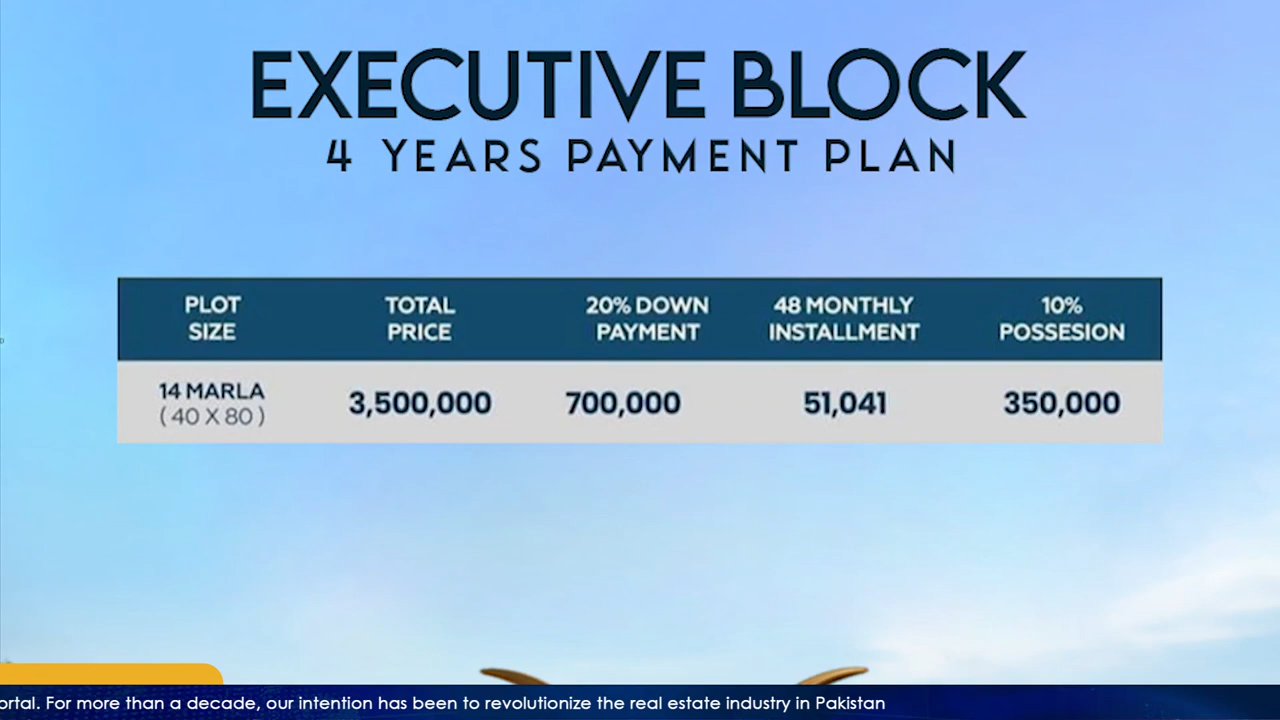 EXECUTIVE BLOCK
4 YEARS PAYMENT PLAN
PLOT SIZE
TOTAL PRICE
20% DOWN PAYMENT
48 MONTHLY INSTALLMENT
10% POSSESION
14 MARLA
( 40 X 80 )
3,500,000
700,000
51,041
350,000
For more than a decade, our intention has been to revolutionize the real estate industry in Pakistan